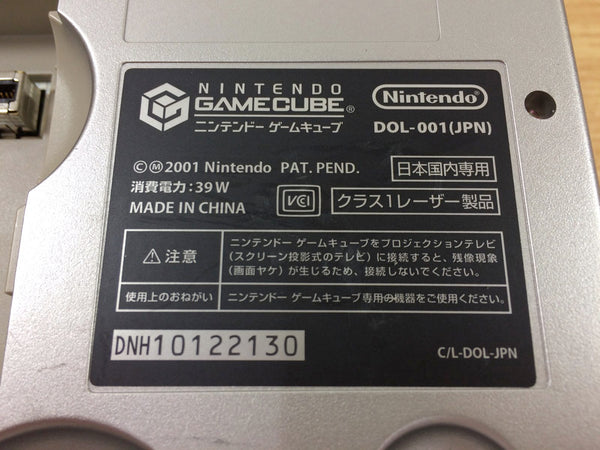 NINTENDO
GAMECUBE®
ニンテンドー ゲームキューブ
Nintendo®
DOL-001(JPN)
©Ⓜ2001 Nintendo PAT. PEND.
日本国内専用
消費電力:39W
MADE IN CHINA
VCI
クラス1レーザー製品
⚠注意
ニンテンドー ゲームキューブをプロジェクションテレビ
(スクリーン投影式のテレビ)に接続すると、残像現象
(画面ヤケ)が生じるため、接続しないでください。
使用上のおねがい
ニンテンドー ゲームキューブ専用の機器をご使用ください。
DNH10122130
C/L-DOL-JPN